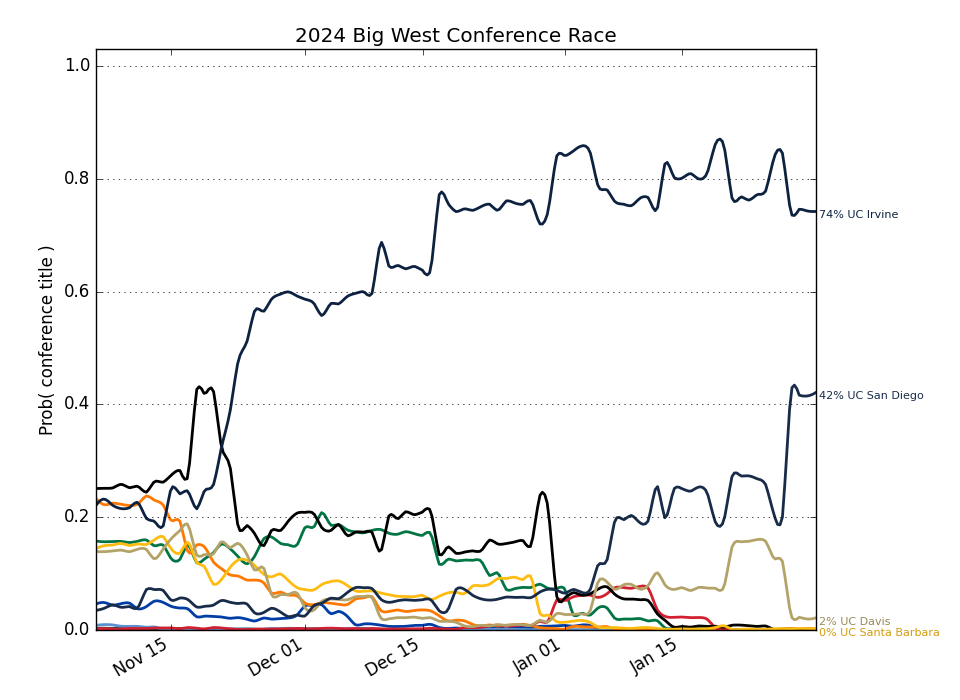 2024 Big West Conference Race
Prob( conference title )
1.0
0.8
0.6
0.4
0.2
0.0
Nov 15
Dec 01
Dec 15
Jan 01
Jan 15
74% UC Irvine
42% UC San Diego
2% UC Davis
0% UC Santa Barbara